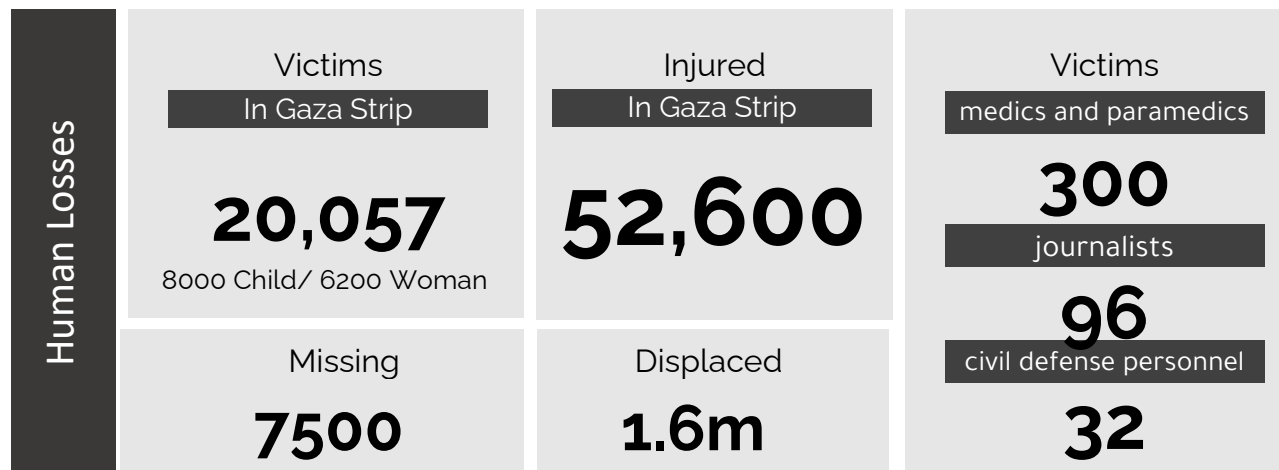 Human Losses
Victims
In Gaza Strip
20,057
8000 Child/ 6200 Woman
Injured
In Gaza Strip
52,600
Missing
7500
Displaced
1.6m
Victims
medics and paramedics
300
journalists
96
civil defense personnel
32